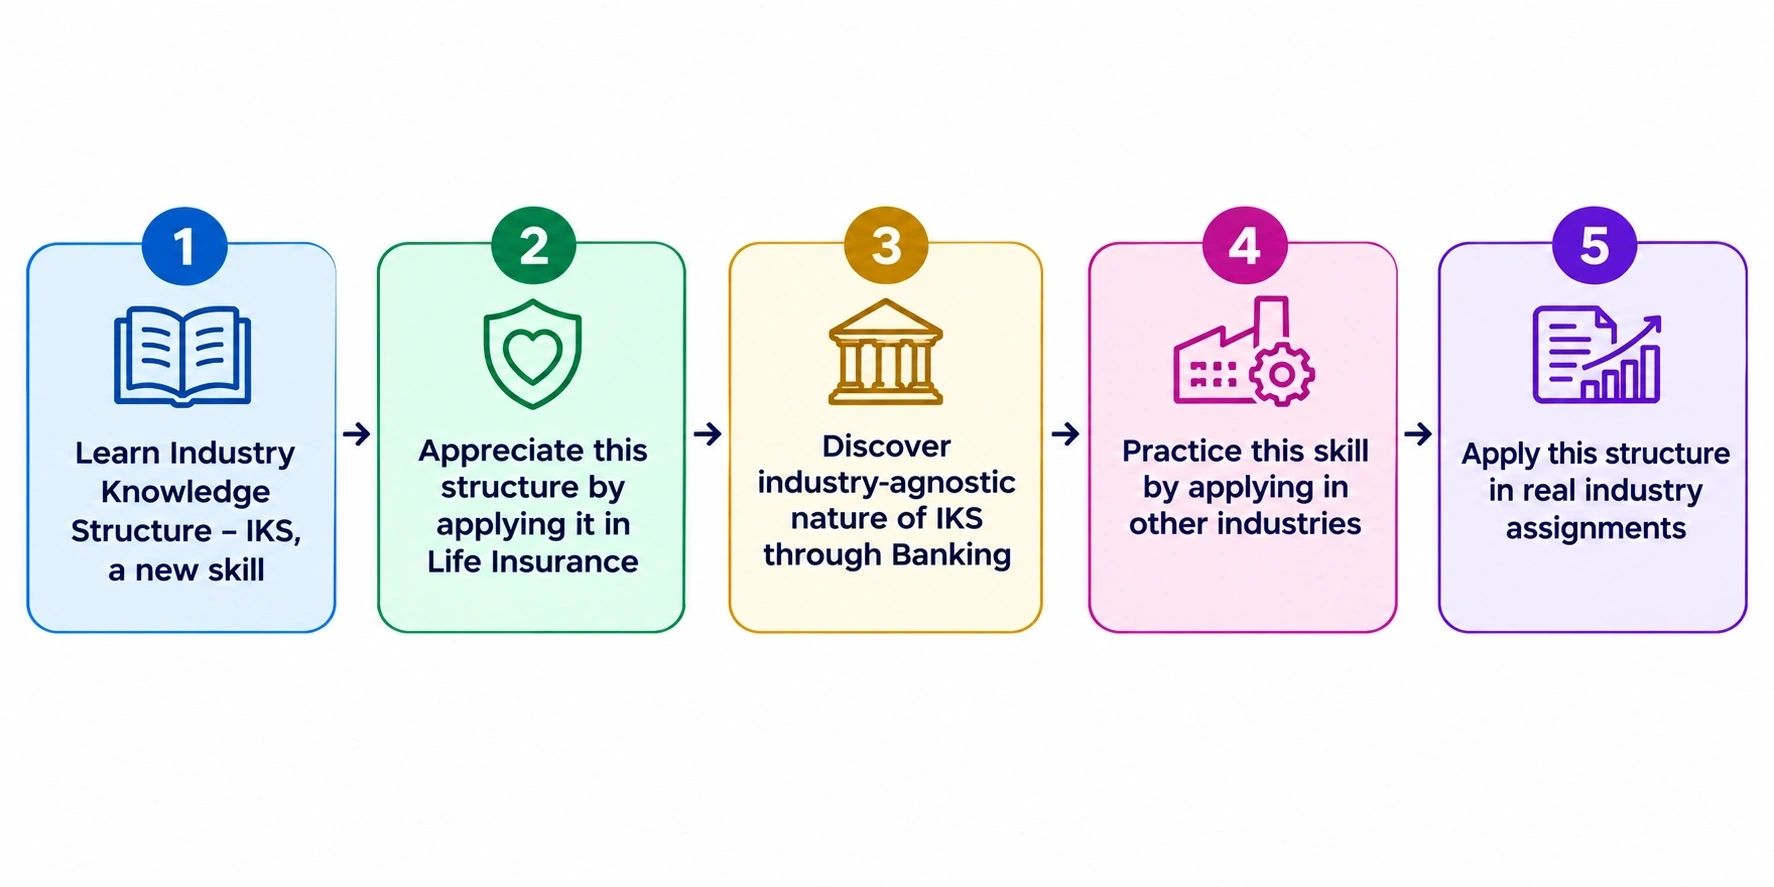 1
Learn Industry
Knowledge
Structure – IKS,
a new skill
2
Appreciate this
structure by
applying it in
Life Insurance
3
Discover
industry-agnostic
nature of IKS
through Banking
4
Practice this skill
by applying in
other industries
5
Apply this structure
in real industry
assignments